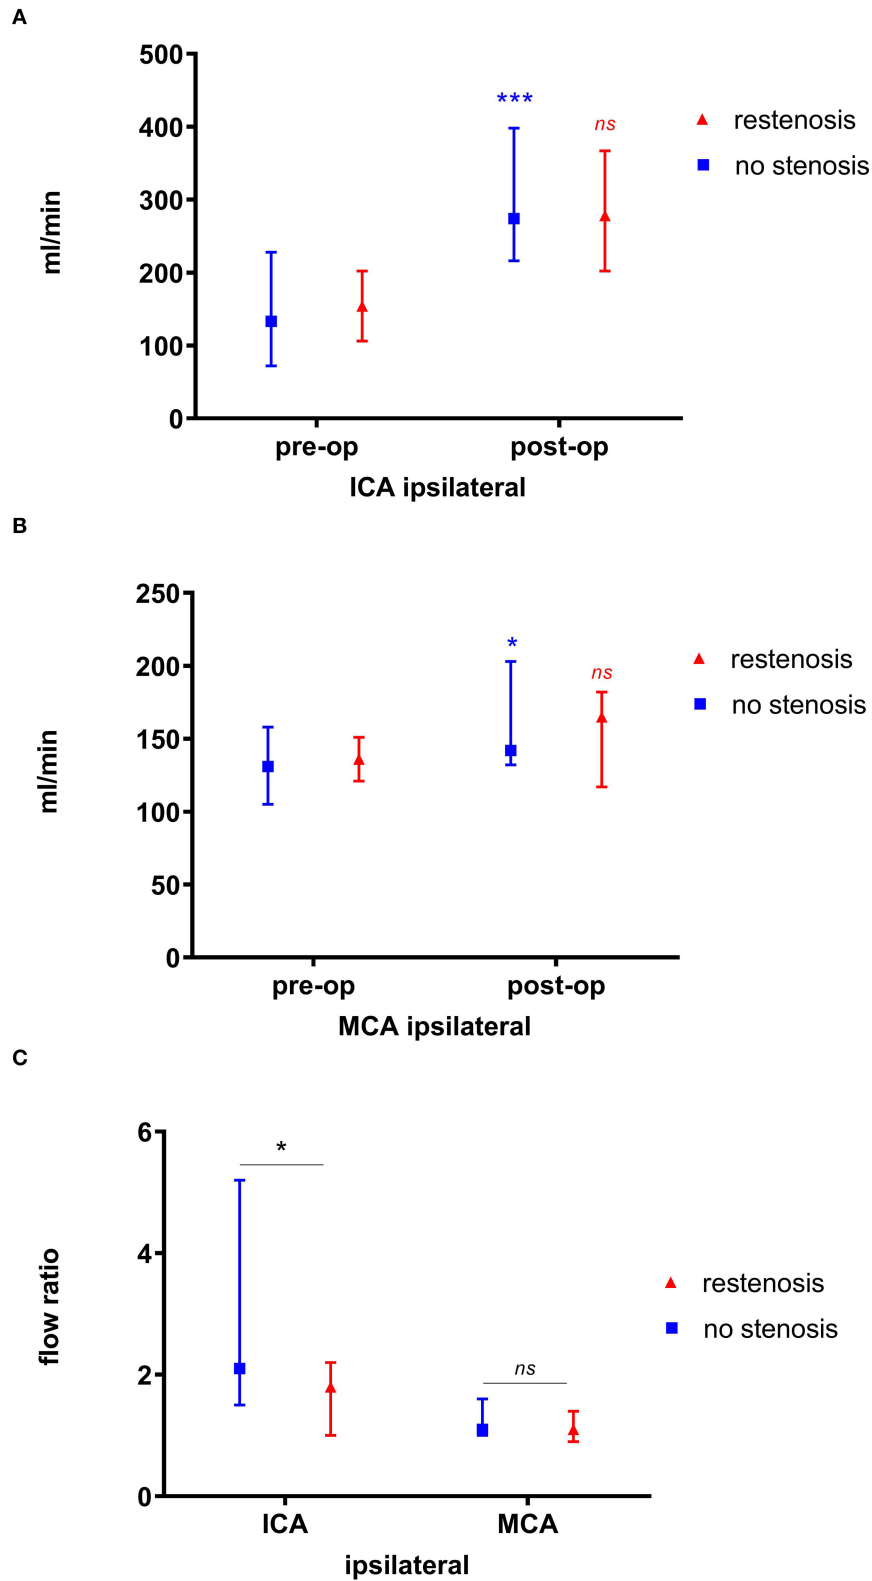 A
500
400
300
200
100
0
ml/min
***
ns
restenosis
no stenosis
pre-op
post-op
ICA ipsilateral
B
250
200
150
100
50
0
ml/min
*
ns
restenosis
no stenosis
pre-op
post-op
MCA ipsilateral
C
6
4
2
0
flow ratio
*
ns
restenosis
no stenosis
ICA
MCA
ipsilateral